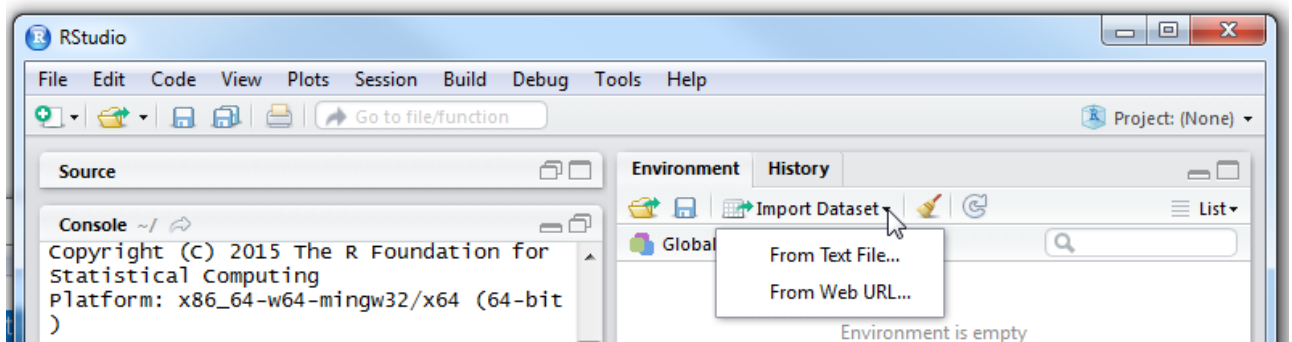 RStudio
File Edit Code View Plots Session Build Debug Tools Help
Go to file/function
Project: (None)
Source
Console ~/
Copyright (C) 2015 The R Foundation for
Statistical Computing
Platform: x86_64-w64-mingw32/x64 (64-bit
)
Environment History
Import Dataset
List
Global
From Text File...
From Web URL...
Environment is empty